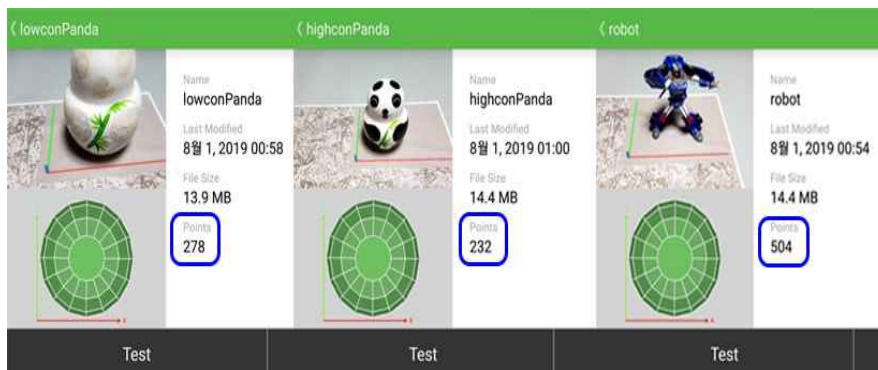 〈 lowconPanda
Name
lowconPanda
Last Modified
8월 1, 2019 00:58
File Size
13.9 MB
Points
278
Test
〈 highconPanda
Name
highconPanda
Last Modified
8월 1, 2019 01:00
File Size
14.4 MB
Points
232
Test
〈 robot
Name
robot
Last Modified
8월 1, 2019 00:54
File Size
14.4 MB
Points
504
Test